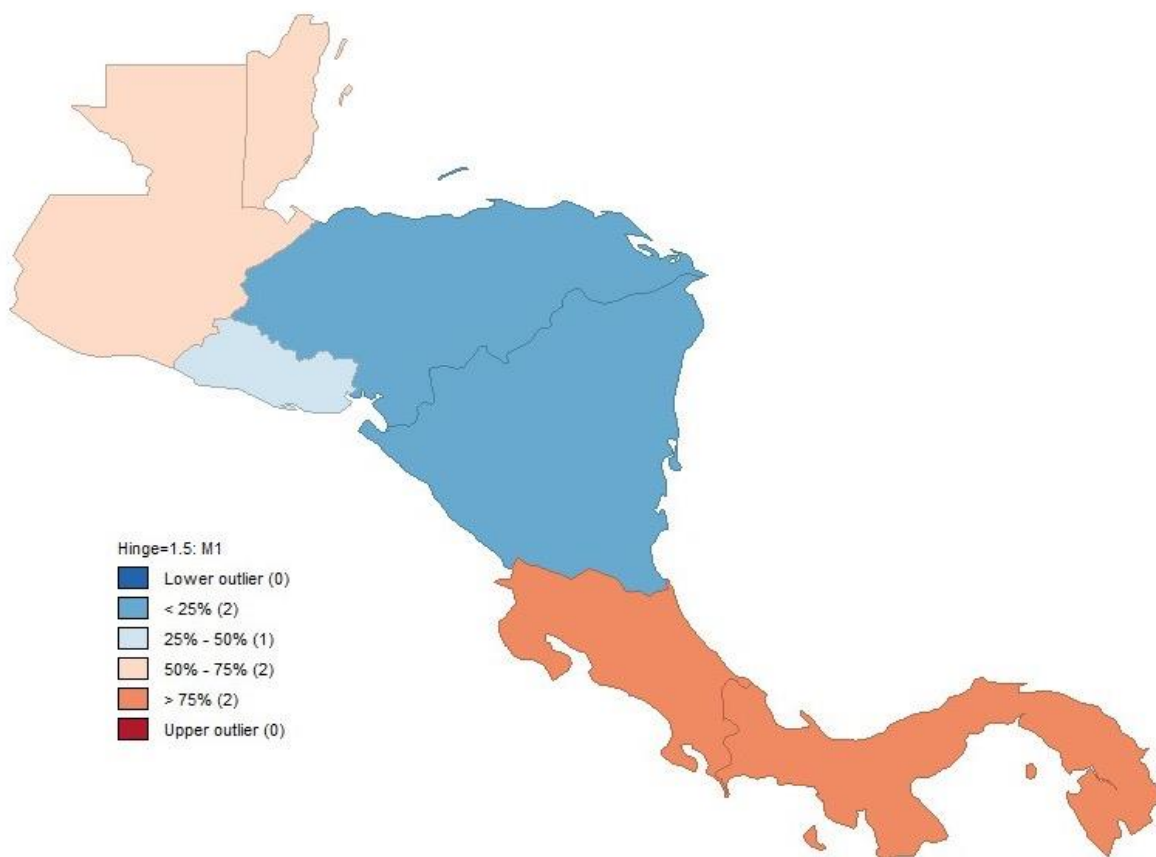 Hinge=1.5: M1
Lower outlier (0)
< 25% (2)
25% - 50% (1)
50% - 75% (2)
> 75% (2)
Upper outlier (0)